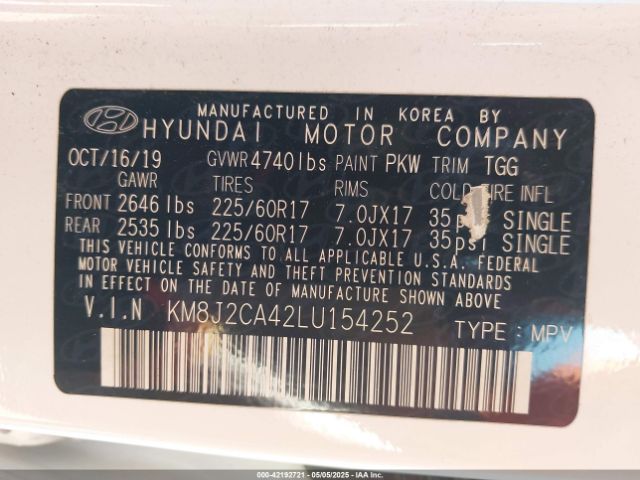 MANUFACTURED IN KOREA BY
HYUNDAI MOTOR COMPANY
OCT/16/19 GVWR 4740 lbs PAINT PKW TRIM TGG
GAWR TIRES RIMS COLD TIRE INFL
FRONT 2646 lbs 225/60R17 7.0JX17 35 SINGLE
REAR 2535 lbs 225/60R17 7.0JX17 35psi SINGLE
THIS VEHICLE CONFORMS TO ALL APPLICABLE U.S.A. FEDERAL
MOTOR VEHICLE SAFETY AND THEFT PREVENTION STANDARDS
IN EFFECT ON THE DATE OF MANUFACTURE SHOWN ABOVE.
V.I.N KM8J2CA42LU154252 TYPE : MPV
000-42192721 - 05/05/2025 - IAA Inc.